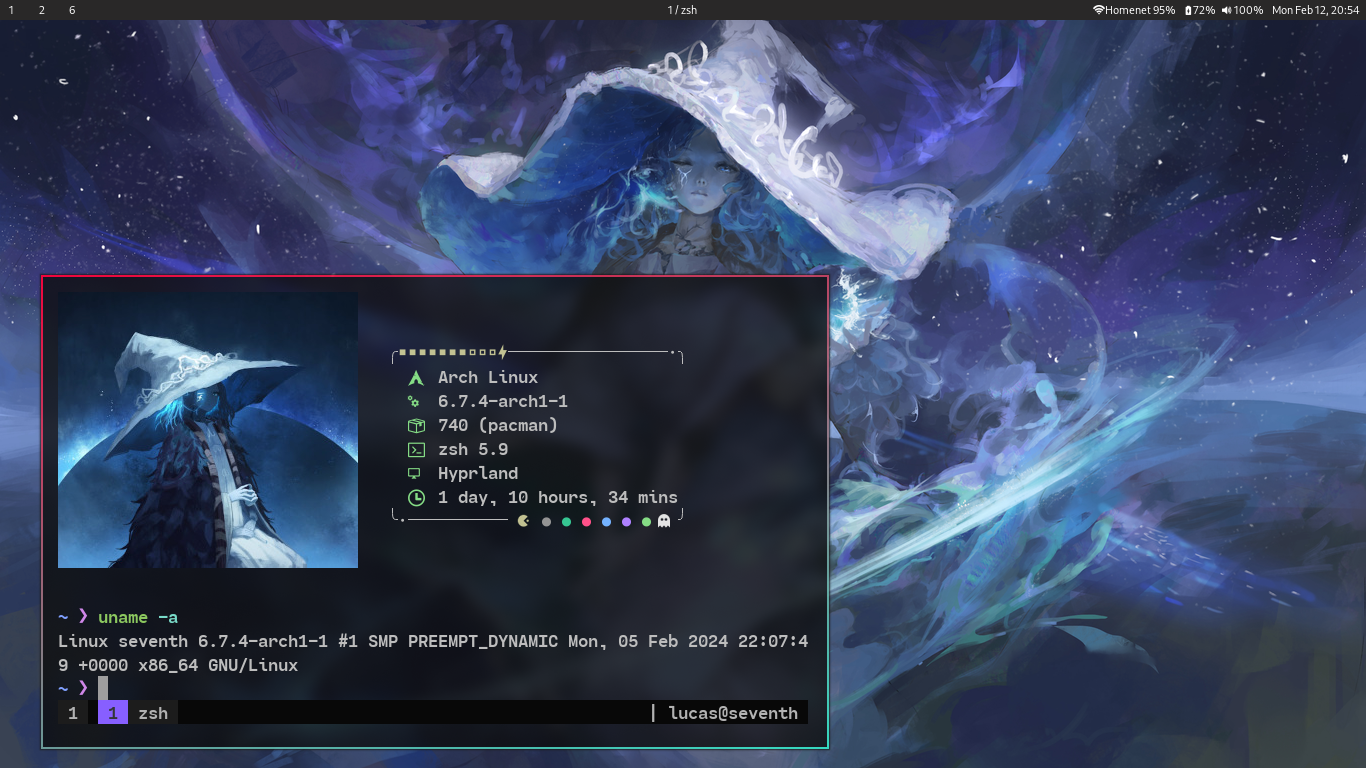 1 2 6 1 / zsh Homenet 95% 72% 100% Mon Feb 12, 20:54
Arch Linux
6.7.4-arch1-1
740 (pacman)
zsh 5.9
Hyprland
1 day, 10 hours, 34 mins
~ ❯ uname -a
Linux seventh 6.7.4-arch1-1 #1 SMP PREEMPT_DYNAMIC Mon, 05 Feb 2024 22:07:4
9 +0000 x86_64 GNU/Linux
~ ❯
1 1 zsh | lucas@seventh